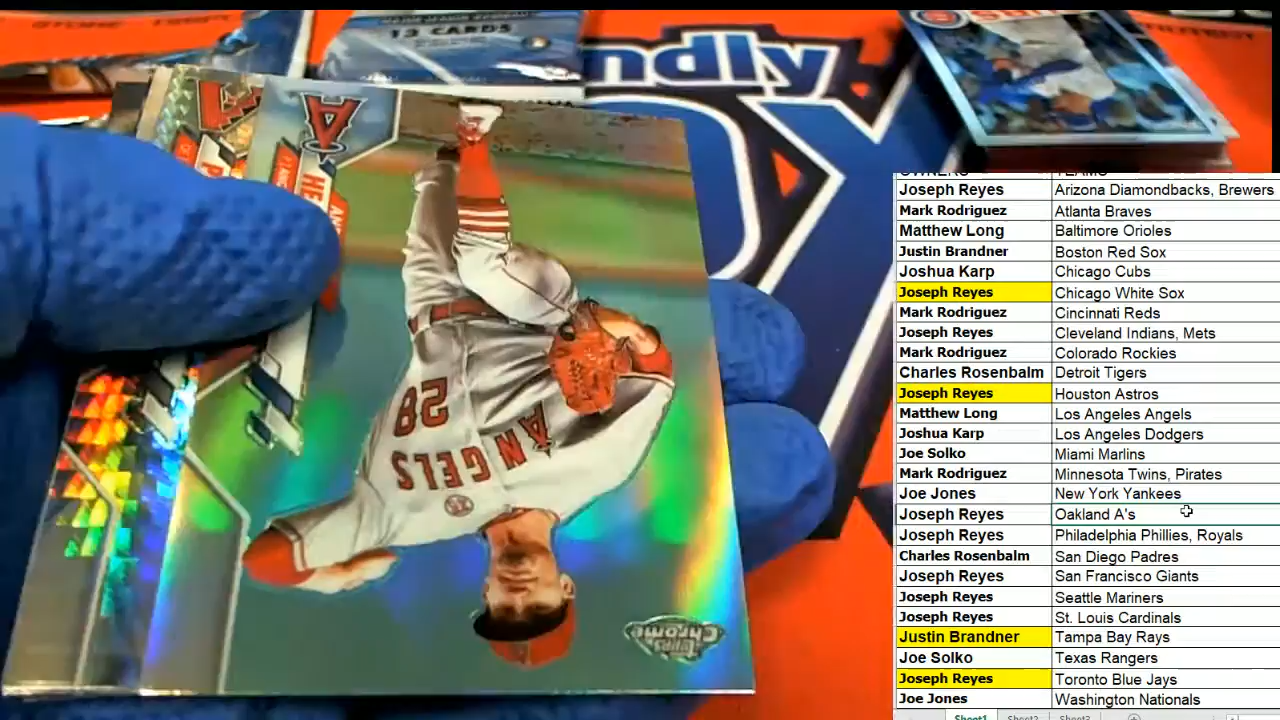 13 CARDS
ndly
A
HE
ANGELS
28
Topps
Chrome
OWNERS TEAMS
Joseph Reyes Arizona Diamondbacks, Brewers
Mark Rodriguez Atlanta Braves
Matthew Long Baltimore Orioles
Justin Brandner Boston Red Sox
Joshua Karp Chicago Cubs
Joseph Reyes Chicago White Sox
Mark Rodriguez Cincinnati Reds
Joseph Reyes Cleveland Indians, Mets
Mark Rodriguez Colorado Rockies
Charles Rosenbalm Detroit Tigers
Joseph Reyes Houston Astros
Matthew Long Los Angeles Angels
Joshua Karp Los Angeles Dodgers
Joe Solko Miami Marlins
Mark Rodriguez Minnesota Twins, Pirates
Joe Jones New York Yankees
Joseph Reyes Oakland A's
Joseph Reyes Philadelphia Phillies, Royals
Charles Rosenbalm San Diego Padres
Joseph Reyes San Francisco Giants
Joseph Reyes Seattle Mariners
Joseph Reyes St. Louis Cardinals
Justin Brandner Tampa Bay Rays
Joe Solko Texas Rangers
Joseph Reyes Toronto Blue Jays
Joe Jones Washington Nationals
Sheet1 Sheet2 Sheet3